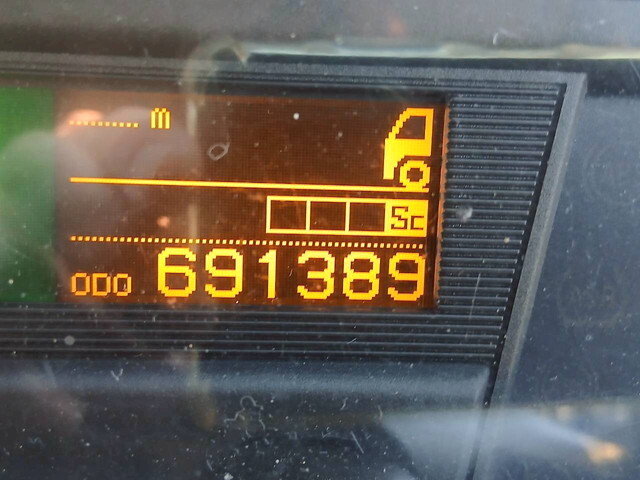 ......... m
Sc
ODO 691389